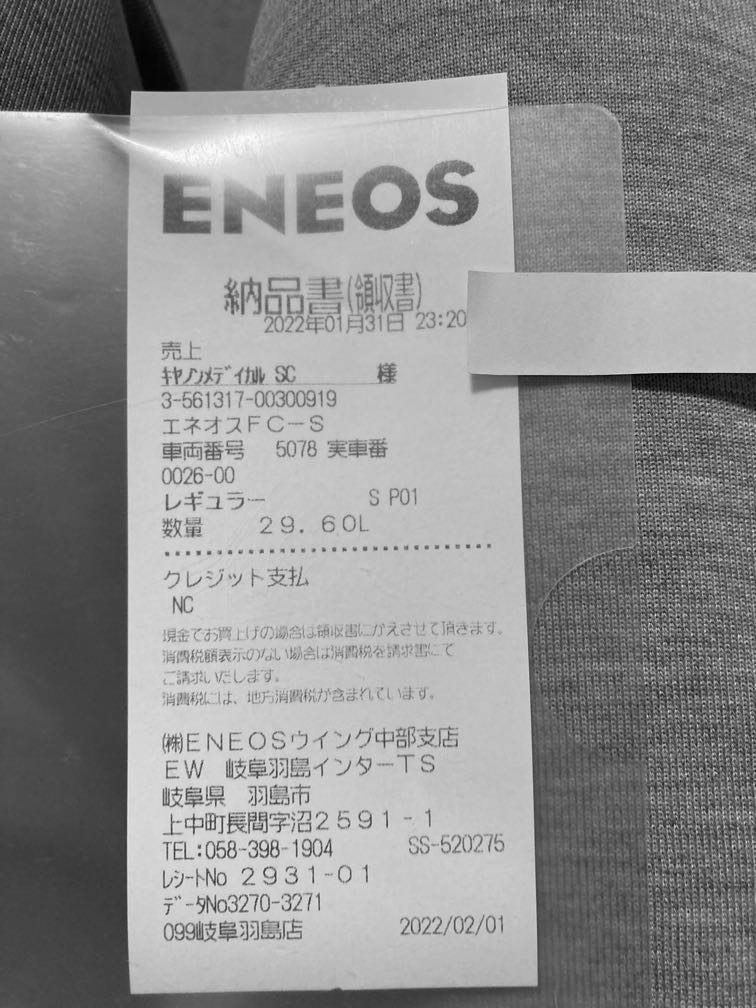 ENEOS
納品書(領収書)
2022年01月31日 23:20
売上
ｷﾔﾉﾝﾒﾃﾞｲｶﾙ SC 様
3-561317-00300919
エネオスＦＣ－Ｓ
車両番号 5078 実車番
0026-00
レギュラー S P01
数量 ２９．６０Ｌ
クレジット支払
NC
現金でお買上げの場合は領収書にかえさせて頂きます。
消費税額表示のない場合は消費税を請求書にて
ご請求いたします。
消費税には、地方消費税が含まれています。
㈱ＥＮＥＯＳウイング中部支店
ＥＷ 岐阜羽島インターＴＳ
岐阜県 羽島市
上中町長間字沼２５９１－１
TEL:058-398-1904 SS-520275
ﾚｼｰﾄNo ２９３１－０１
ﾃﾞｰﾀNo3270-3271
099岐阜羽島店 2022/02/01